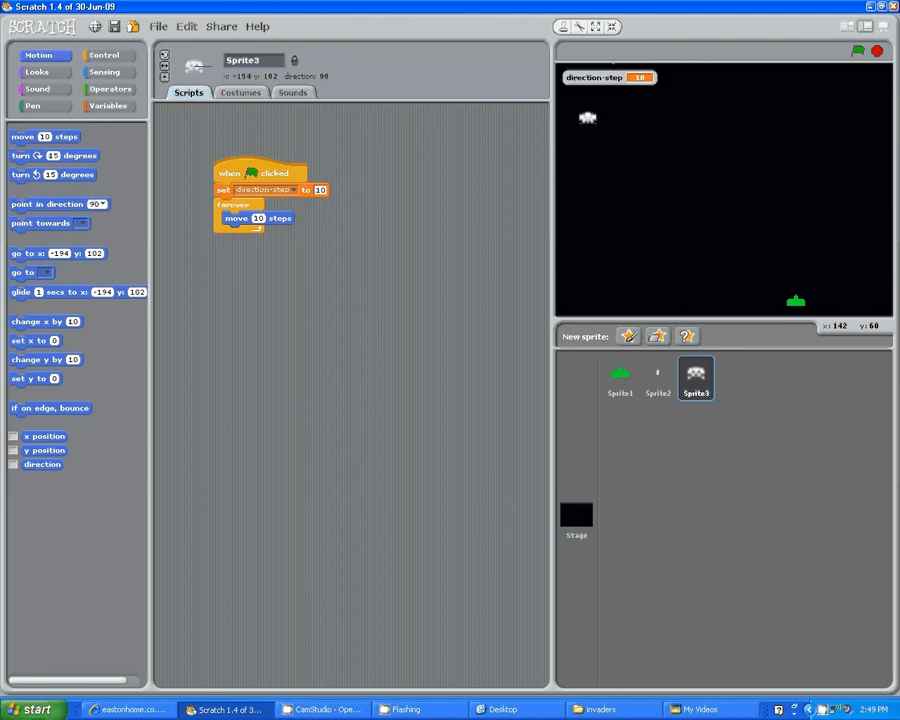 Scratch 1.4 of 30-Jun-09
SCRATCH File Edit Share Help
Motion Control
Looks Sensing
Sound Operators
Pen Variables
move 10 steps
turn 15 degrees
turn 15 degrees
point in direction 90
point towards
go to x: -194 y: 102
go to
glide 1 secs to x: -194 y: 102
change x by 10
set x to 0
change y by 10
set y to 0
if on edge, bounce
x position
y position
direction
Sprite3
x: -194 y: 102 direction: 90
Scripts Costumes Sounds
when clicked
set direction-step to 10
forever
move 10 steps
direction-step 10
x: 142 y: 60
New sprite:
Sprite1 Sprite2 Sprite3
Stage
start eastonhome.co.... Scratch 1.4 of 3... CamStudio - Ope... Flashing Desktop invaders My Videos 2:49 PM